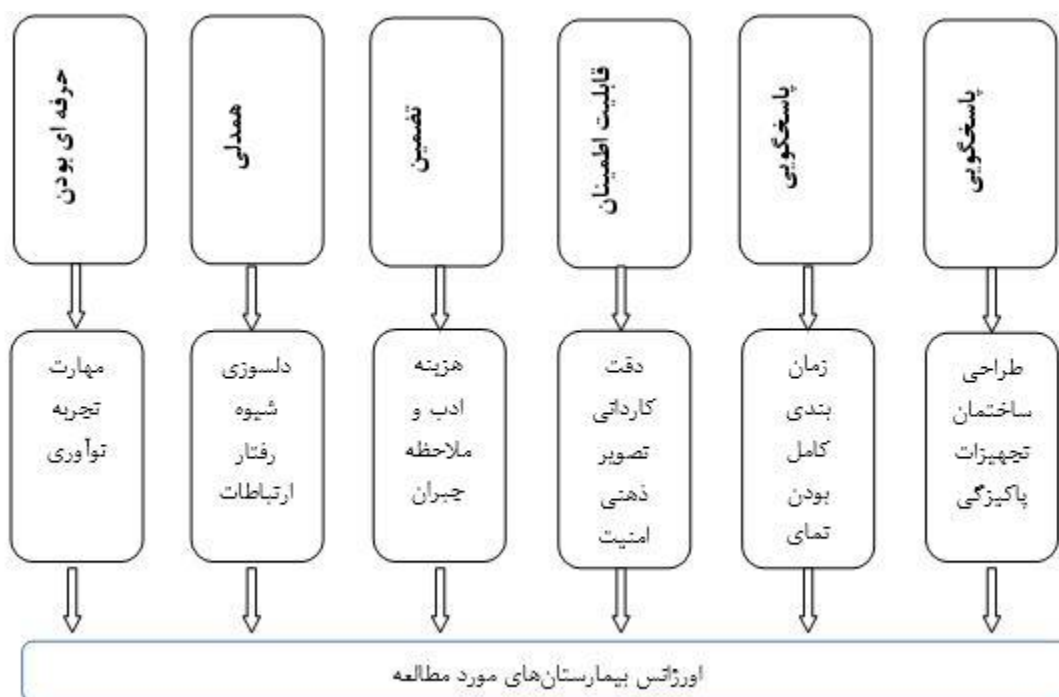 پاسخگویی
پاسخگویی
قابلیت اطمینان
تضمین
همدلی
حرفه ای بودن
طراحی
ساختمان
تجهیزات
پاکیزگی
زمان
بندی
کامل
بودن
تمای
دقت
کاردانی
تصویر
ذهنی
امنیت
هزینه
ادب و
ملاحظه
جبران
دلسوزی
شیوه
رفتار
ارتباطات
مهارت
تجربه
توآوری
اورژانس بیمارستان‌های مورد مطالعه